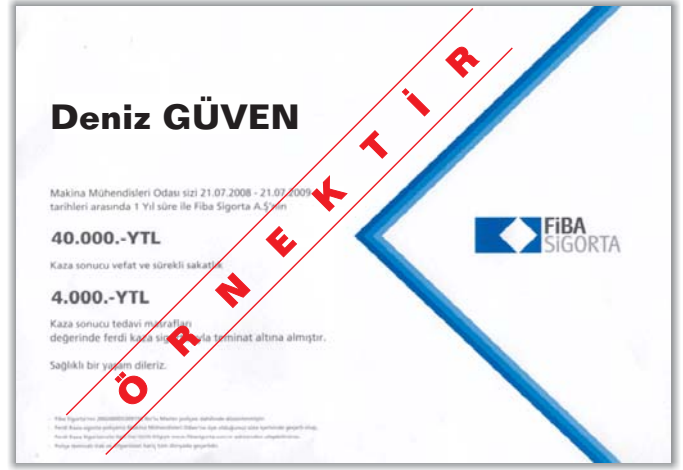 Deniz GÜVEN
Makina Mühendisleri Odası sizi 21.07.2008 - 21.07.2009
tarihleri arasında 1 Yıl süre ile Fiba Sigorta A.Ş'nin
40.000.-YTL
Kaza sonucu vefat ve sürekli sakatlık
4.000.-YTL
Kaza sonucu tedavi masrafları
değerinde ferdi kaza sigortasıyla teminat altına almıştır.
Sağlıklı bir yaşam dileriz.
ÖRNEKTİR
FiBA
SİGORTA